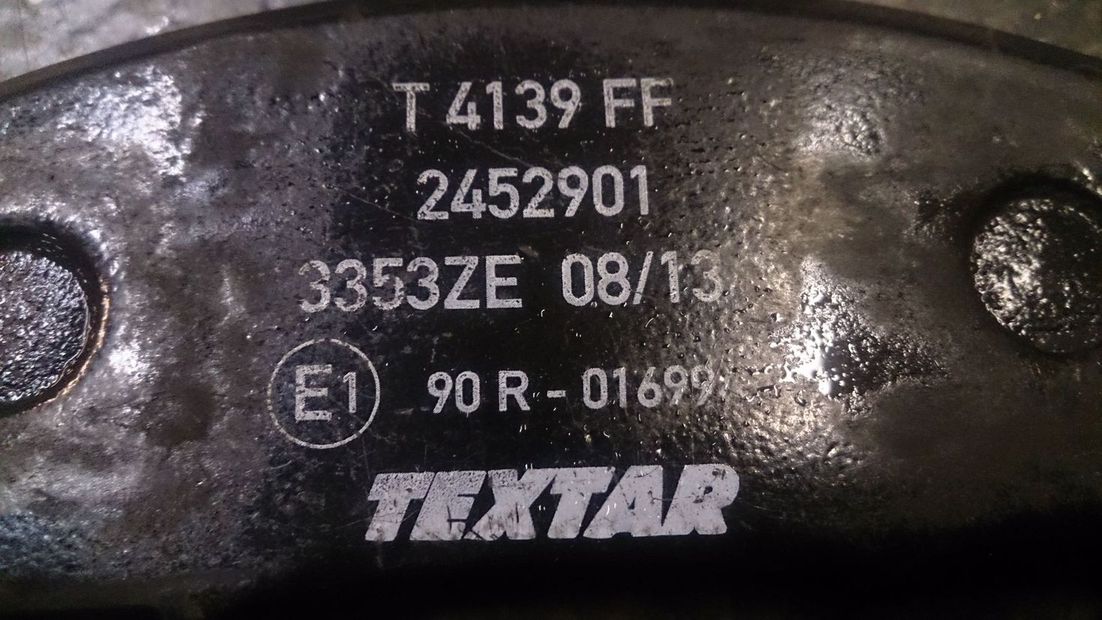 T 4139 FF
2452901
3353ZE 08/13
E1 90 R - 01699
TEXTAR